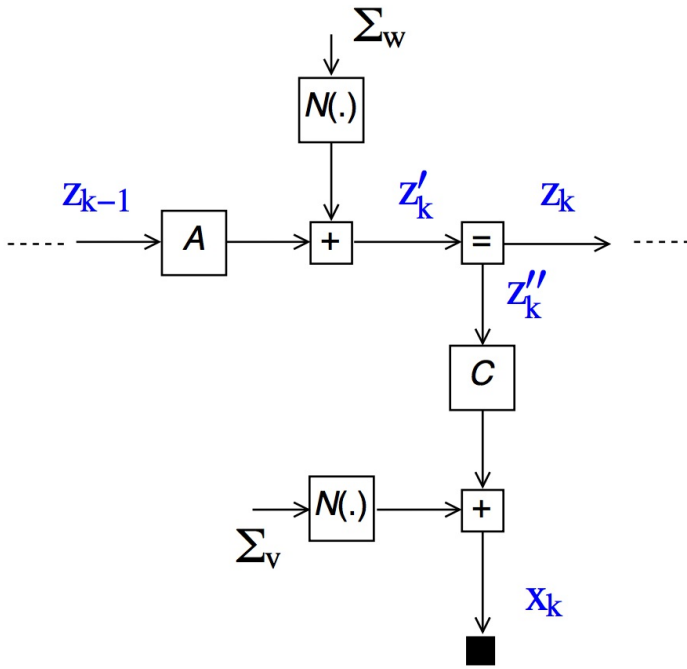 Σw
N(.)
zk−1
A
+
z′k
=
zk
z″k
C
N(.)
+
Σv
xk